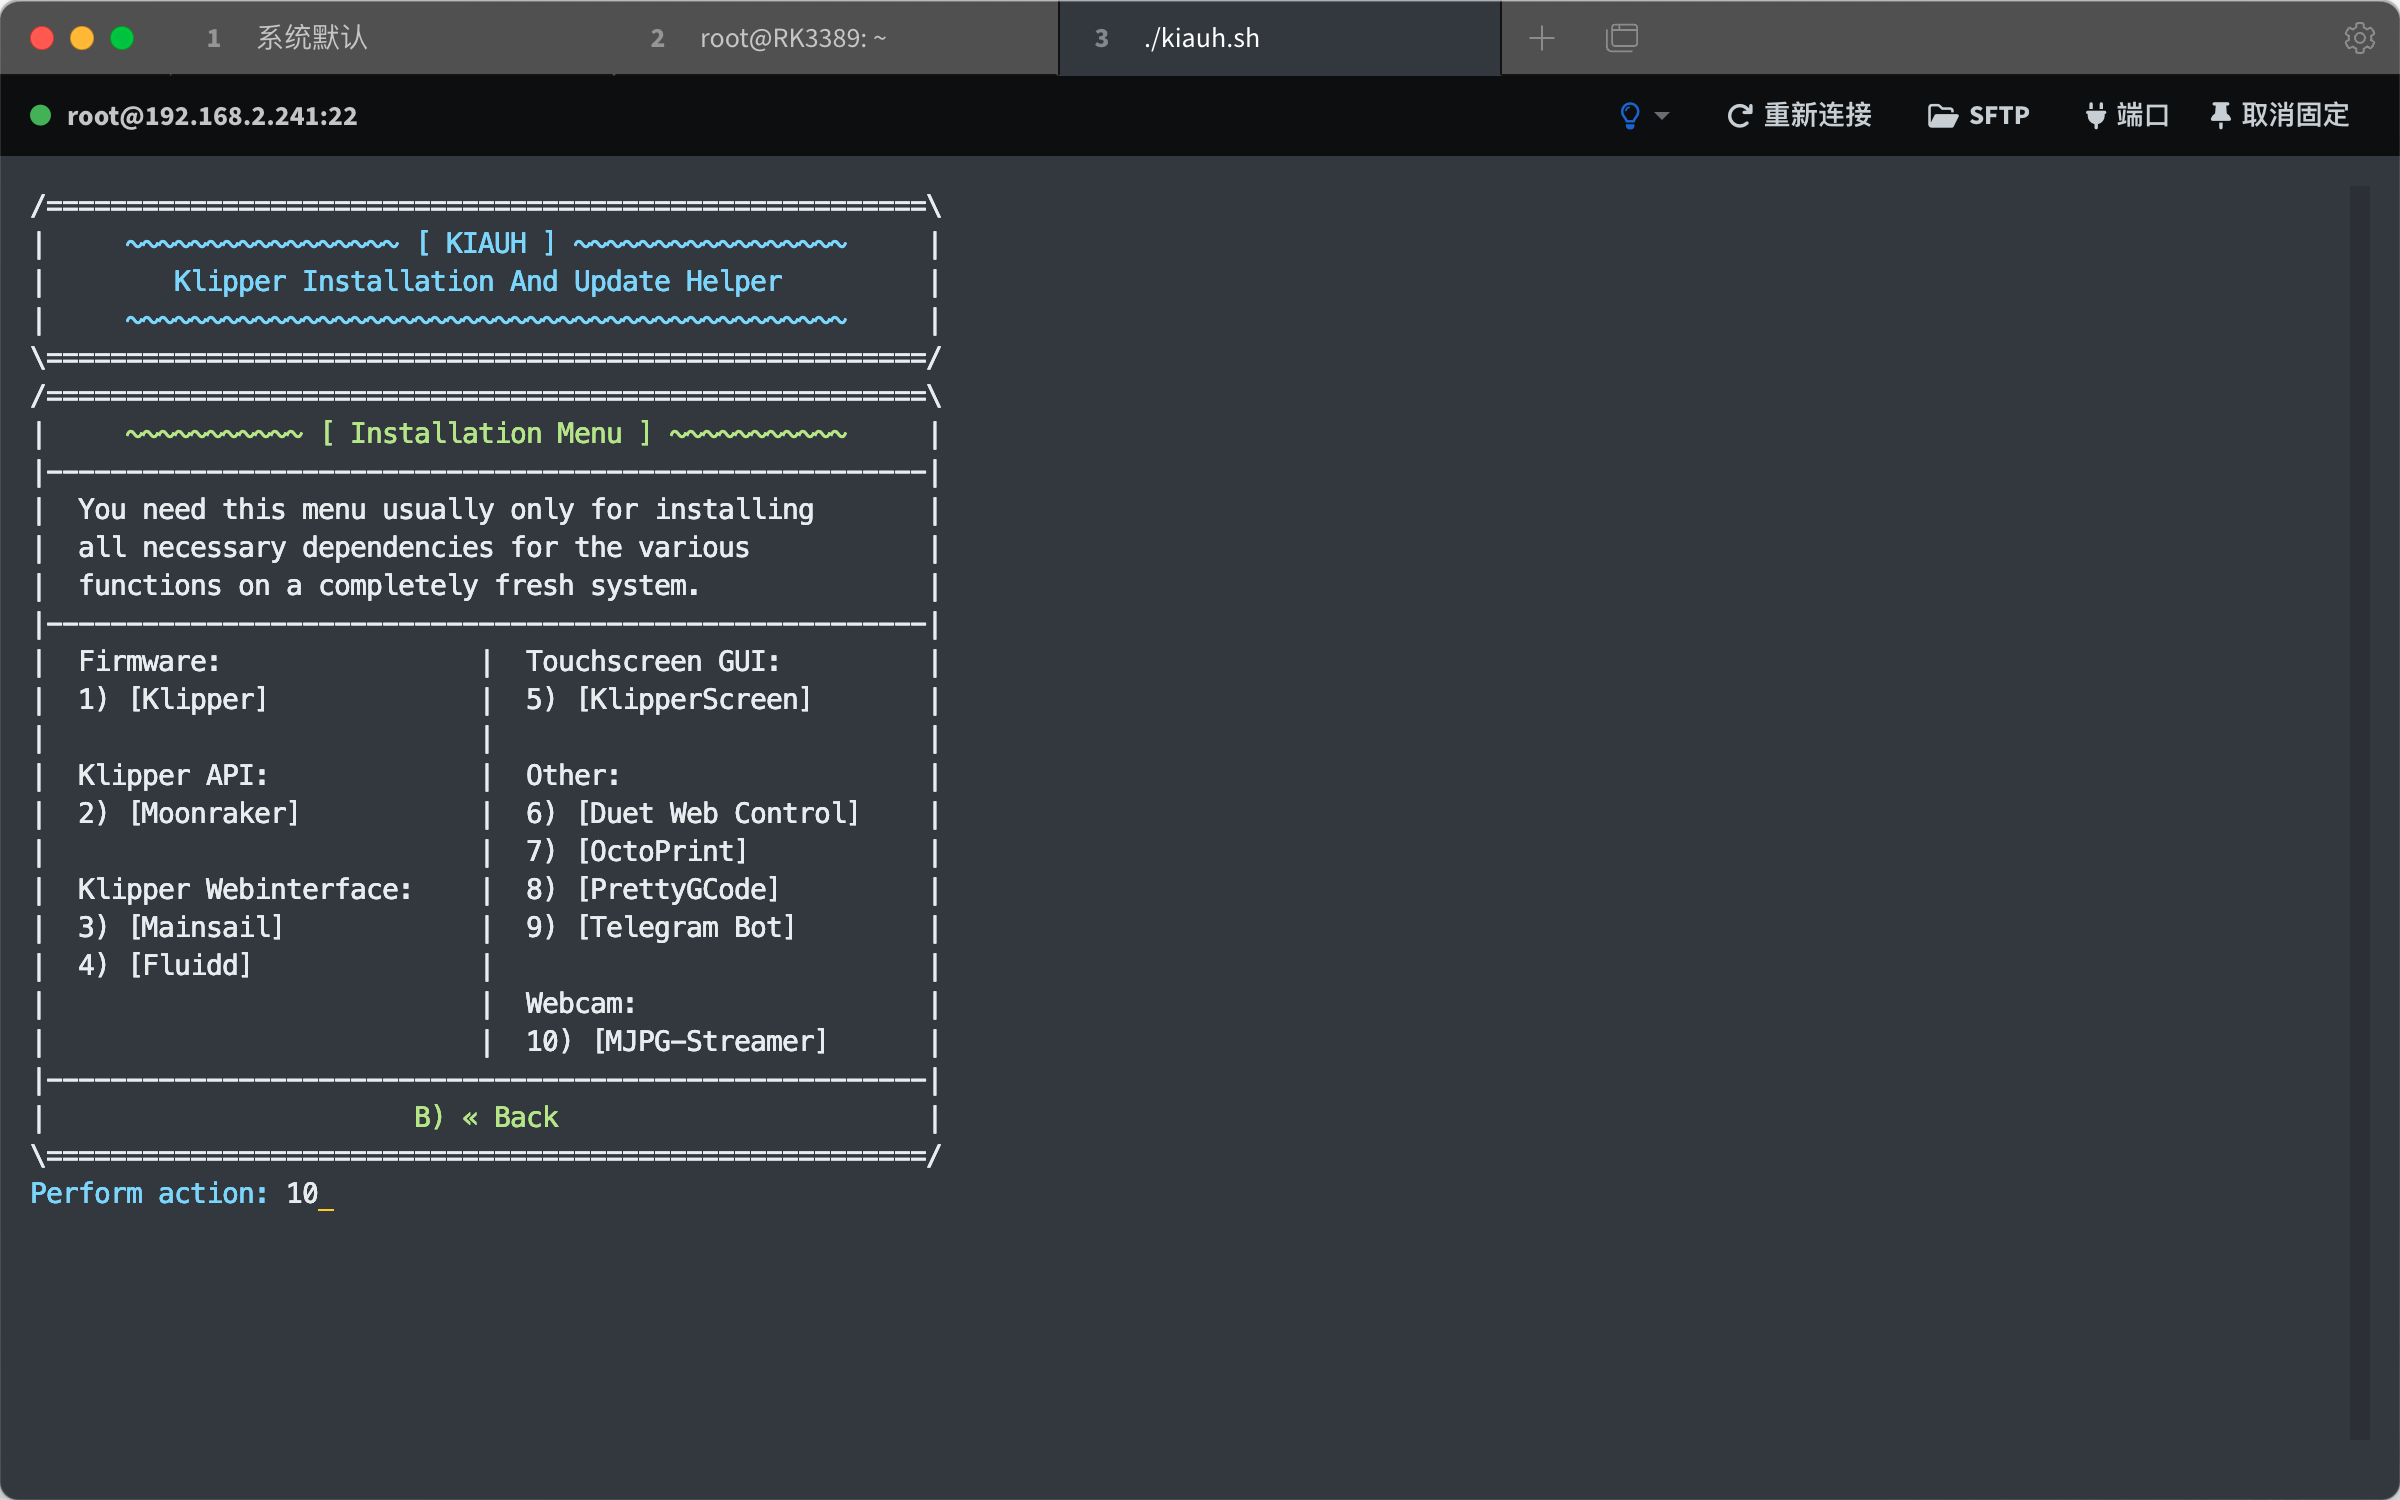 1 系统默认 2 root@RK3389: ~ 3 ./kiauh.sh
root@192.168.2.241:22 重新连接 SFTP 端口 取消固定
/=======================================================\
|     ~~~~~~~~~~~~~~~~~ [ KIAUH ] ~~~~~~~~~~~~~~~~~     |
|        Klipper Installation And Update Helper         |
|     ~~~~~~~~~~~~~~~~~~~~~~~~~~~~~~~~~~~~~~~~~~~~~     |
\=======================================================/
/=======================================================\
|     ~~~~~~~~~~~ [ Installation Menu ] ~~~~~~~~~~~     |
|-------------------------------------------------------|
|  You need this menu usually only for installing       |
|  all necessary dependencies for the various           |
|  functions on a completely fresh system.              |
|-------------------------------------------------------|
|  Firmware:                |  Touchscreen GUI:         |
|  1) [Klipper]             |  5) [KlipperScreen]       |
|                           |                           |
|  Klipper API:             |  Other:                   |
|  2) [Moonraker]           |  6) [Duet Web Control]    |
|                           |  7) [OctoPrint]           |
|  Klipper Webinterface:    |  8) [PrettyGCode]         |
|  3) [Mainsail]            |  9) [Telegram Bot]        |
|  4) [Fluidd]              |                           |
|                           |  Webcam:                  |
|                           |  10) [MJPG-Streamer]      |
|-------------------------------------------------------|
|                       B) « Back                       |
\=======================================================/
Perform action: 10_